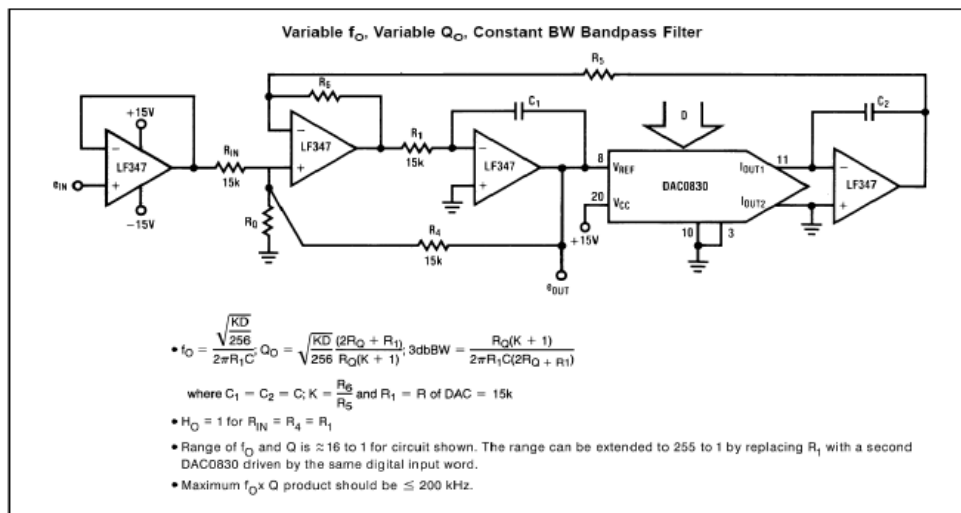 Variable fO, Variable QO, Constant BW Bandpass Filter
R5
R6
C1
C2
+15V
D
R1
15k
RIN
15k
LF347
LF347
LF347
LF347
eIN
−15V
RQ
R4
15k
8
VREF
20
VCC
+15V
DAC0830
IOUT1
11
IOUT2
10
3
eOUT
• fO = √(KD/256) / 2πR1C; QO = √(KD/256) (2RQ + R1) / RQ(K + 1); 3dbBW = RQ(K + 1) / 2πR1C(2RQ + R1)
where C1 = C2 = C; K = R6/R5 and R1 = R of DAC = 15k
• HO = 1 for RIN = R4 = R1
• Range of fO and Q is ≈ 16 to 1 for circuit shown. The range can be extended to 255 to 1 by replacing R1 with a second
DAC0830 driven by the same digital input word.
• Maximum fO x Q product should be ≤ 200 kHz.